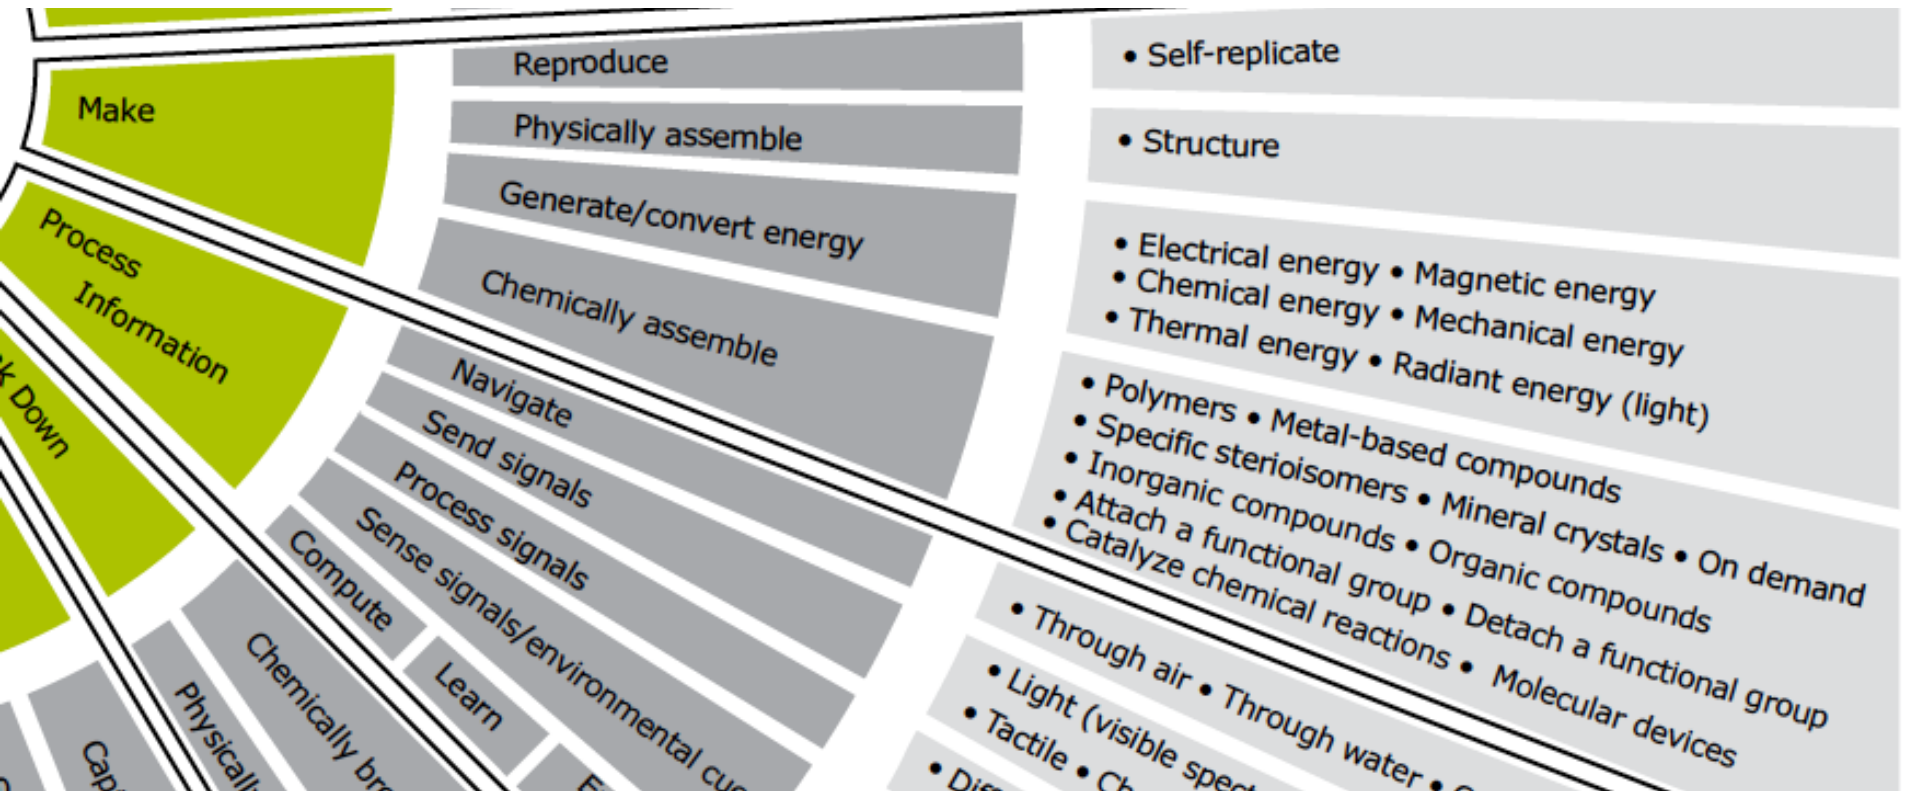 Make
Reproduce
• Self-replicate
Physically assemble
• Structure
Generate/convert energy
• Electrical energy • Magnetic energy
• Chemical energy • Mechanical energy
• Thermal energy • Radiant energy (light)
Chemically assemble
• Polymers • Metal-based compounds
• Specific sterioisomers • Mineral crystals • On demand
• Inorganic compounds • Organic compounds
• Attach a functional group • Detach a functional group
• Catalyze chemical reactions • Molecular devices
Process
Information
Navigate
• Through air • Through water •
Send signals
• Light (visible
• Tactile •
Process signals
•
Sense signals/environmental
Compute
Learn
Down
Chemically